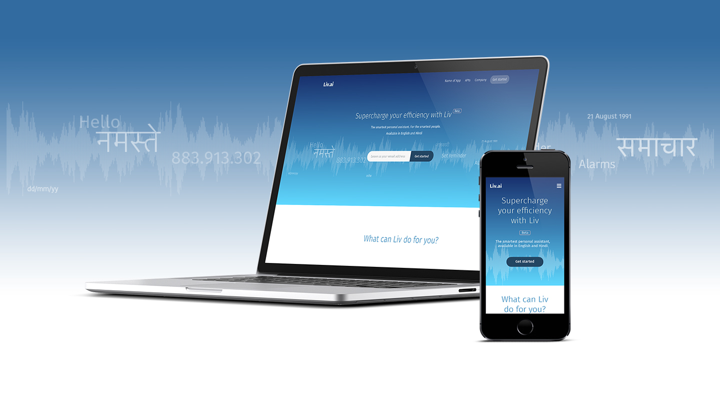 Hello
नमस्ते
883.913.302
dd/mm/yy
21 August 1991
समाचार
Alarms
Liv.ai
Company
Get Started
Supercharge your efficiency with Liv
Beta
The smartest personal assistant,
available in English and Hindi
नमस्ते
Get started
What can Liv do for you?
Liv.ai
Supercharge
your efficiency
with Liv
Beta
The smartest personal assistant,
available in English and Hindi
Get started
What can Liv
do for you?